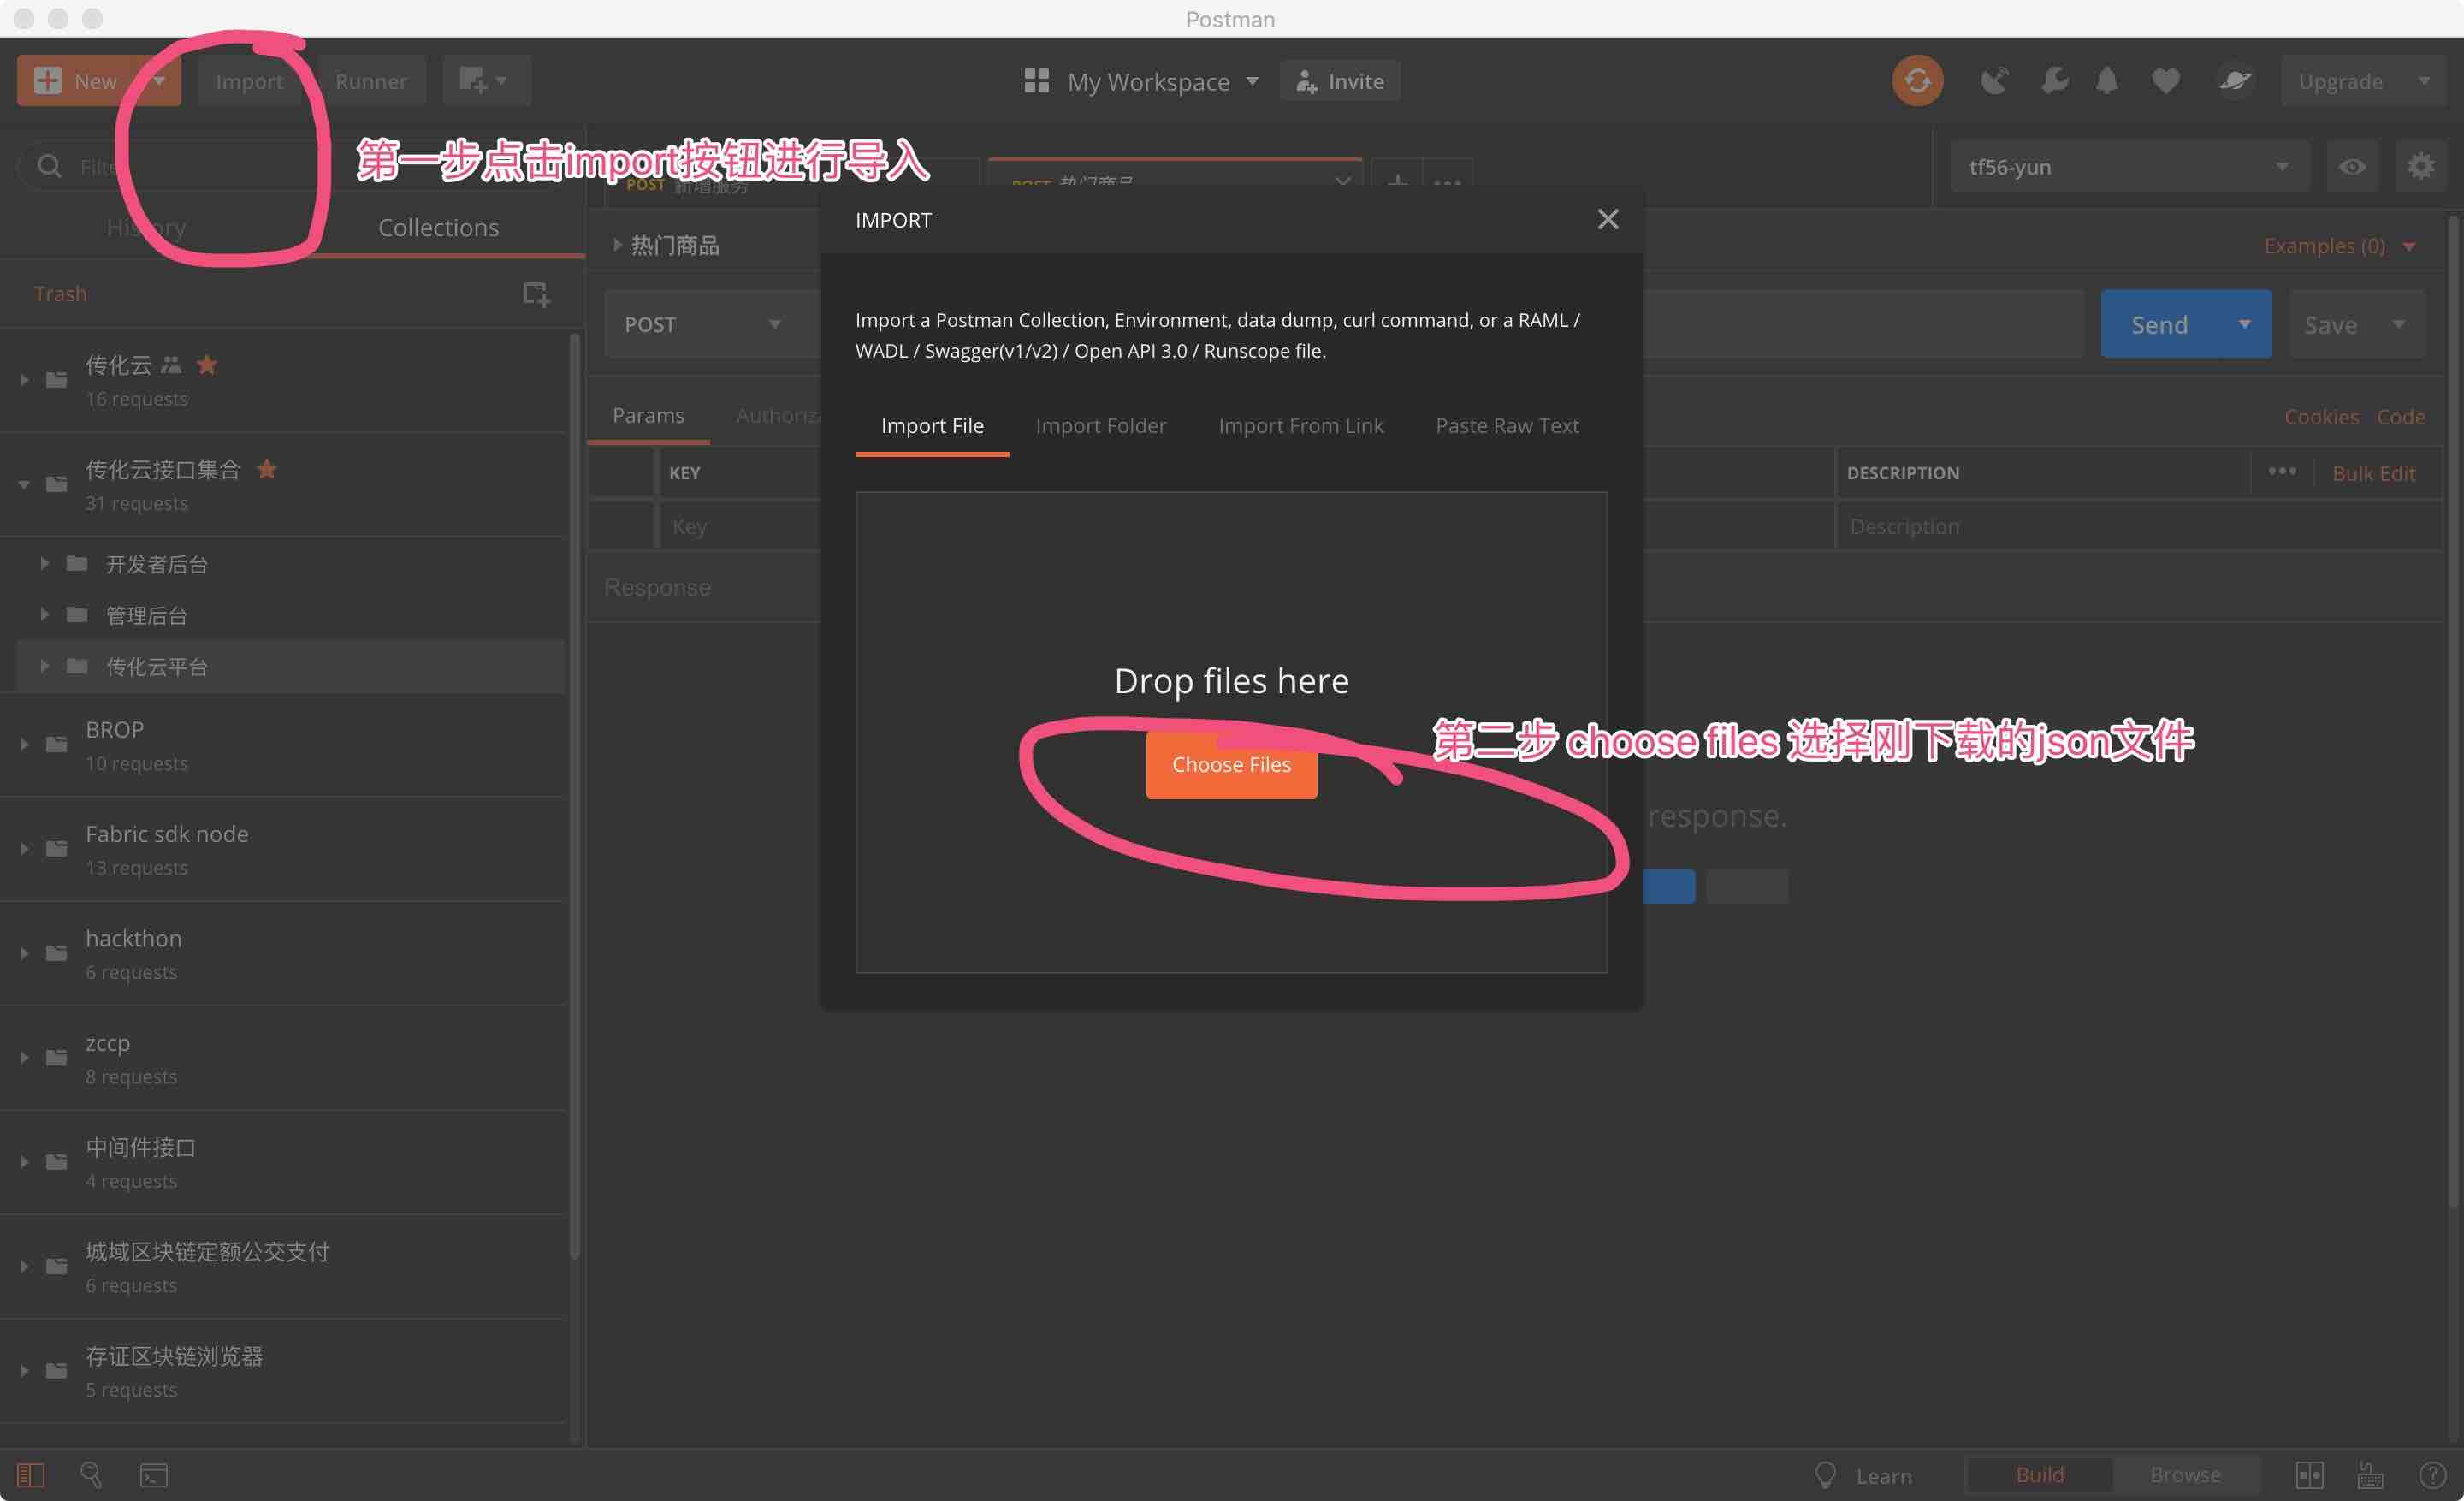 Postman
New
Import
Runner
My Workspace
Invite
Upgrade
第一步点击import按钮进行导入
POST 新增服务
POST 热门商品
tf56-yun
History
Collections
Trash
传化云
16 requests
传化云接口集合
31 requests
开发者后台
管理后台
传化云平台
BROP
10 requests
Fabric sdk node
13 requests
hackthon
6 requests
zccp
8 requests
中间件接口
4 requests
城域区块链定额公交支付
6 requests
存证区块链浏览器
5 requests
热门商品
Examples (0)
POST
Send
Save
Params
Cookies
Code
KEY
DESCRIPTION
Bulk Edit
Key
Description
Response
IMPORT
Import a Postman Collection, Environment, data dump, curl command, or a RAML /
WADL / Swagger(v1/v2) / Open API 3.0 / Runscope file.
Import File
Import Folder
Import From Link
Paste Raw Text
Drop files here
Choose Files
第二步 choose files 选择刚下载的json文件
response.
Learn
Build
Browse